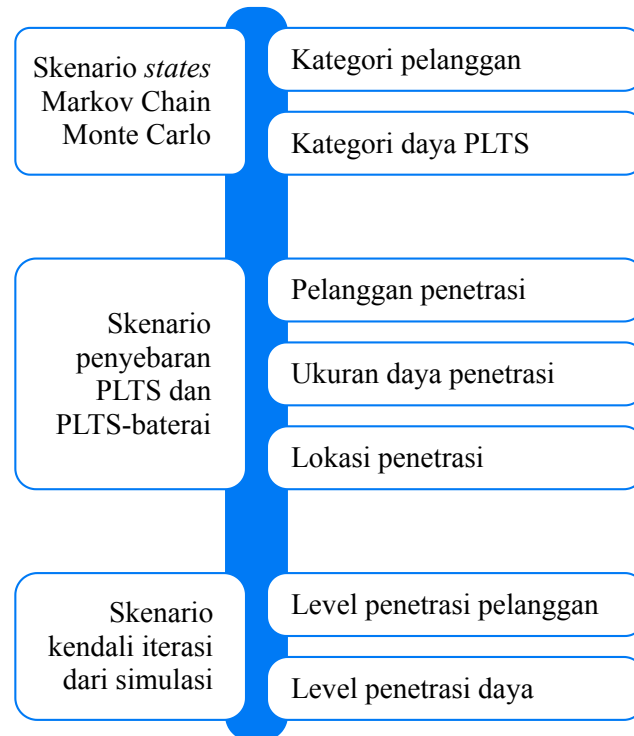 Skenario states
Markov Chain
Monte Carlo
Kategori pelanggan
Kategori daya PLTS
Skenario
penyebaran
PLTS dan
PLTS-baterai
Pelanggan penetrasi
Ukuran daya penetrasi
Lokasi penetrasi
Skenario
kendali iterasi
dari simulasi
Level penetrasi pelanggan
Level penetrasi daya